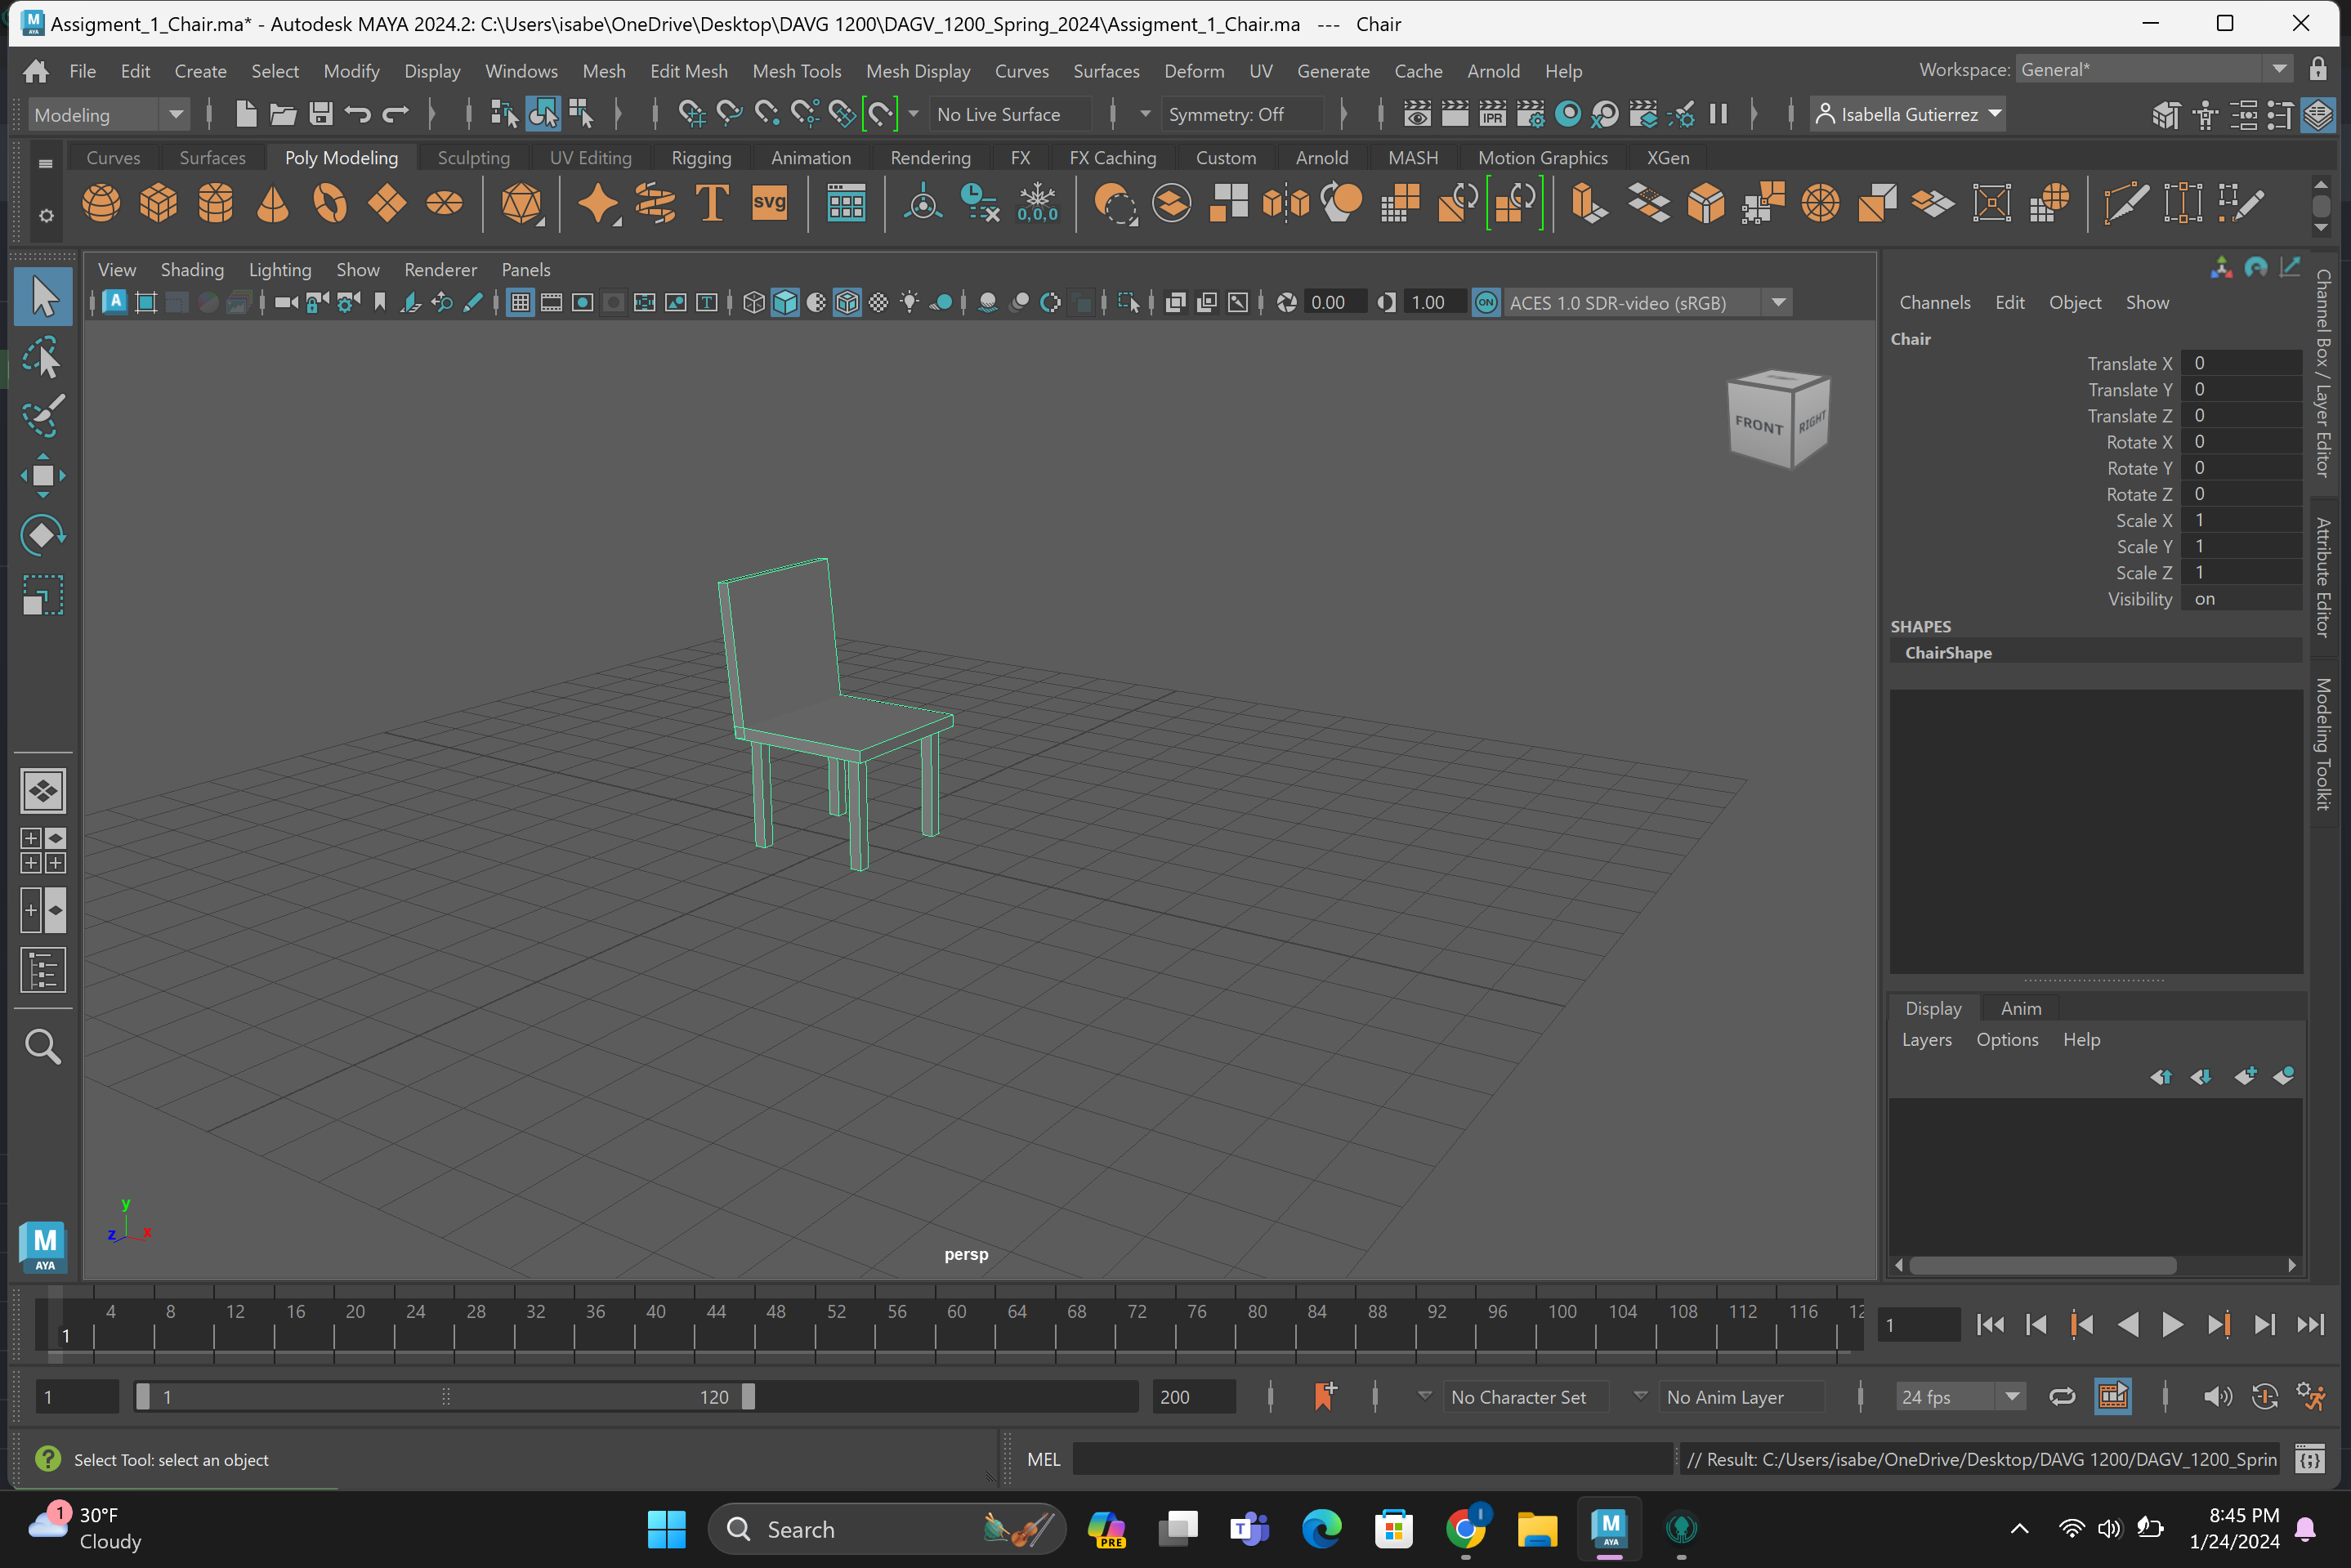 Assigment_1_Chair.ma* - Autodesk MAYA 2024.2: C:\Users\isabe\OneDrive\Desktop\DAVG 1200\DAGV_1200_Spring_2024\Assigment_1_Chair.ma --- Chair
File Edit Create Select Modify Display Windows Mesh Edit Mesh Mesh Tools Mesh Display Curves Surfaces Deform UV Generate Cache Arnold Help Workspace: General*
Modeling No Live Surface Symmetry: Off IPR Isabella Gutierrez
Curves Surfaces Poly Modeling Sculpting UV Editing Rigging Animation Rendering FX FX Caching Custom Arnold MASH Motion Graphics XGen
T svg 0,0,0
View Shading Lighting Show Renderer Panels
A T 0.00 1.00 ON ACES 1.0 SDR-video (sRGB)
FRONT RIGHT
Channels Edit Object Show
Chair
Translate X 0
Translate Y 0
Translate Z 0
Rotate X 0
Rotate Y 0
Rotate Z 0
Scale X 1
Scale Y 1
Scale Z 1
Visibility on
SHAPES
ChairShape
Channel Box / Layer Editor
Attribute Editor
Modeling Toolkit
Display Anim
Layers Options Help
y
z x
persp
M
AYA
4 8 12 16 20 24 28 32 36 40 44 48 52 56 60 64 68 72 76 80 84 88 92 96 100 104 108 112 116 12
1
1
1 1 120 200 No Character Set No Anim Layer 24 fps
Select Tool: select an object MEL // Result: C:/Users/isabe/OneDrive/Desktop/DAVG 1200/DAGV_1200_Sprin
1 30°F
Cloudy
Search
PRE
T
M
AYA
8:45 PM
1/24/2024